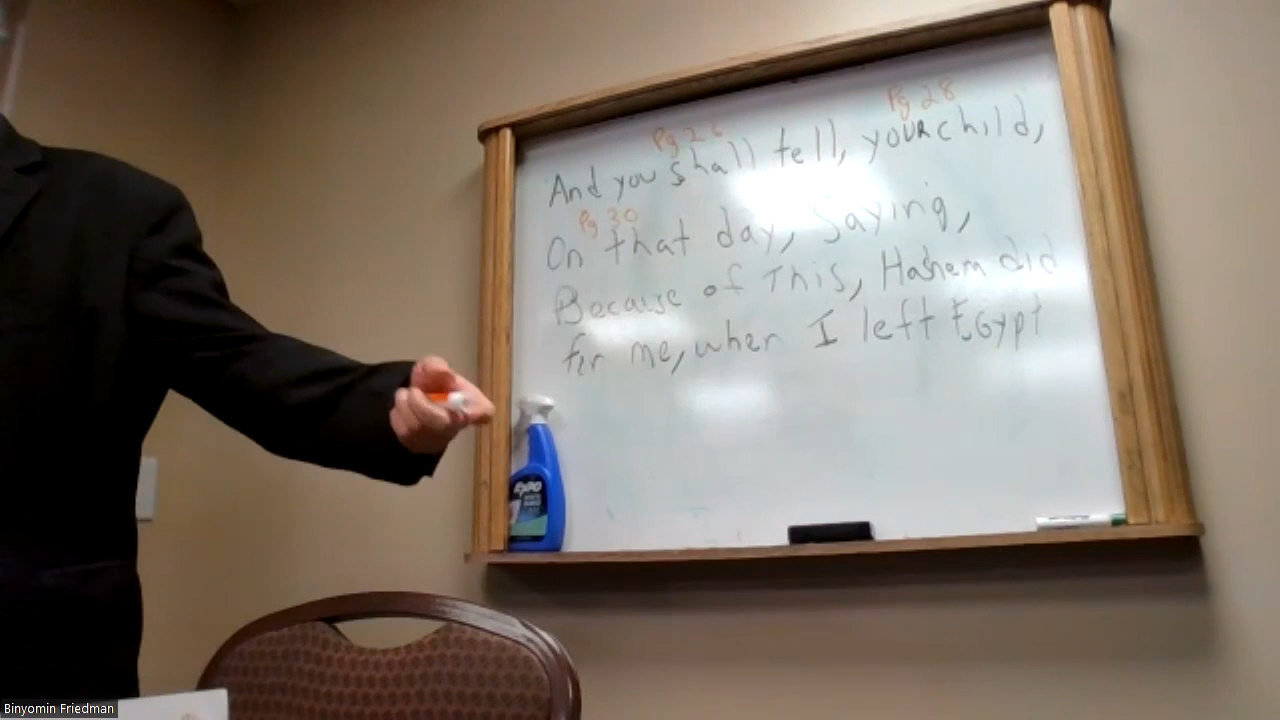 Pg 28
Pg 26
And you shall tell, youR child,
Pg 30
On that day, Saying,
Because of This, Hashem did
for me, when I left EGypt
EXPO
Binyomin Friedman